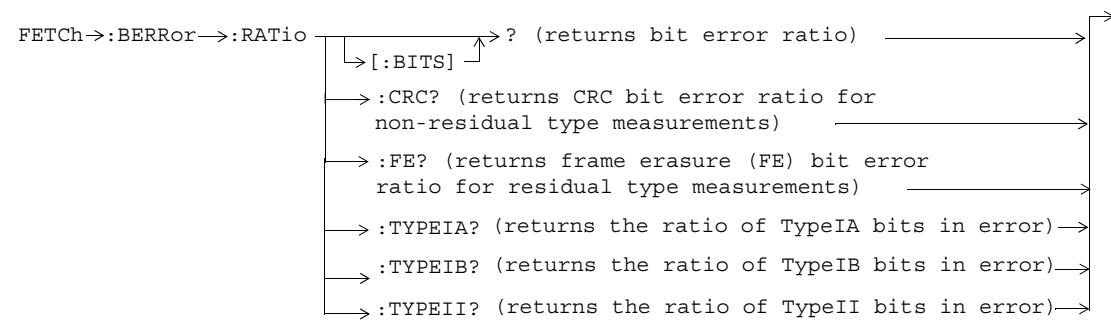 FETCh :BERRor :RATio ? (returns bit error ratio)
[:BITS]
:CRC? (returns CRC bit error ratio for
non-residual type measurements)
:FE? (returns frame erasure (FE) bit error
ratio for residual type measurements)
:TYPEIA? (returns the ratio of TypeIA bits in error)
:TYPEIB? (returns the ratio of TypeIB bits in error)
:TYPEII? (returns the ratio of TypeII bits in error)